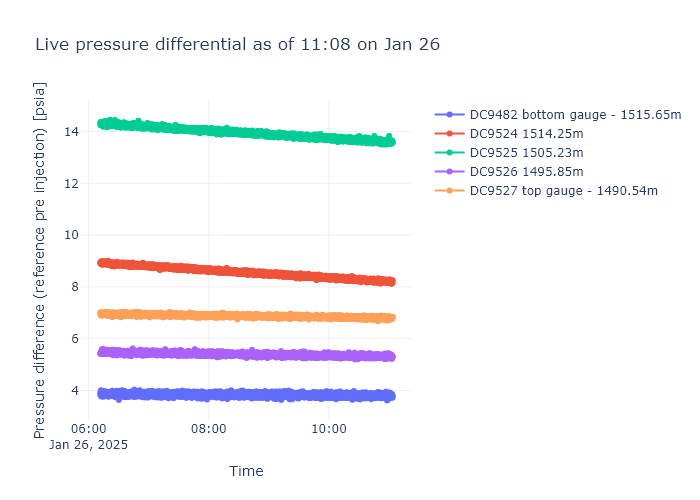 Live pressure differential as of 11:08 on Jan 26
Pressure difference (reference pre injection) [psia]
14
12
10
8
6
4
06:00
Jan 26, 2025
08:00
10:00
Time
DC9482 bottom gauge - 1515.65m
DC9524 1514.25m
DC9525 1505.23m
DC9526 1495.85m
DC9527 top gauge - 1490.54m